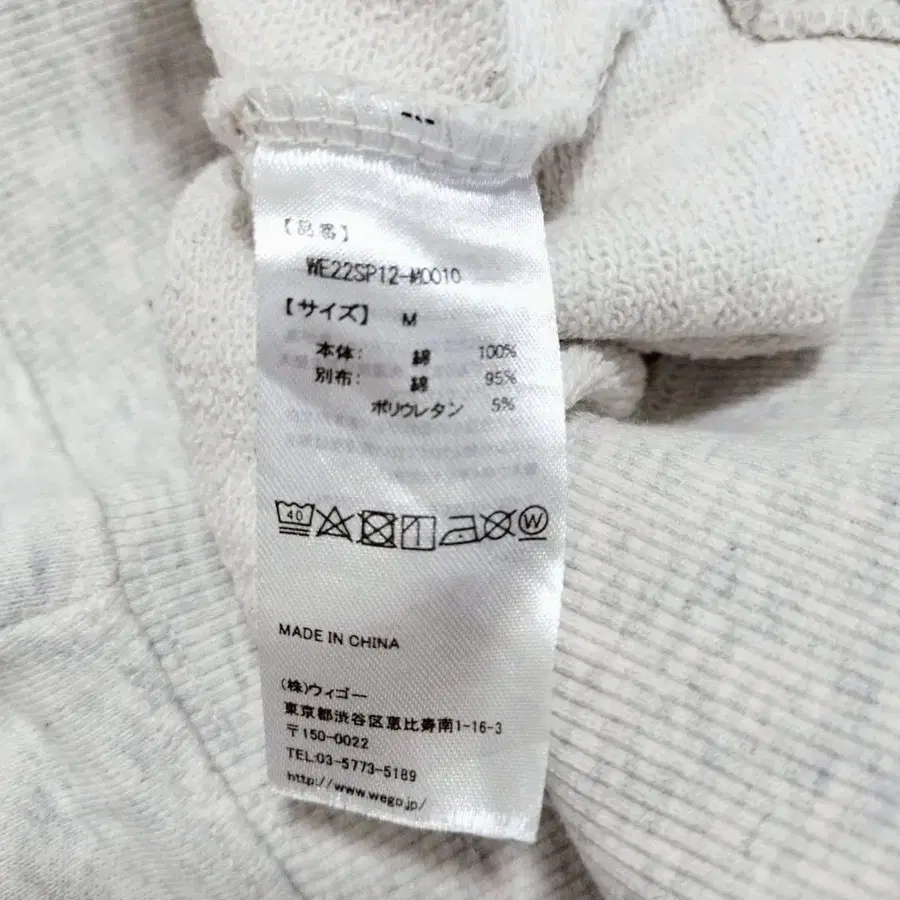 【品番】
WE22SP12-M0010
【サイズ】 M
本体: 綿 100%
別布: 綿 95%
ポリウレタン 5%
40
W
MADE IN CHINA
(株)ウィゴー
東京都渋谷区恵比寿南1-16-3
〒150-0022
TEL:03-5773-5189
http://www.wego.jp/